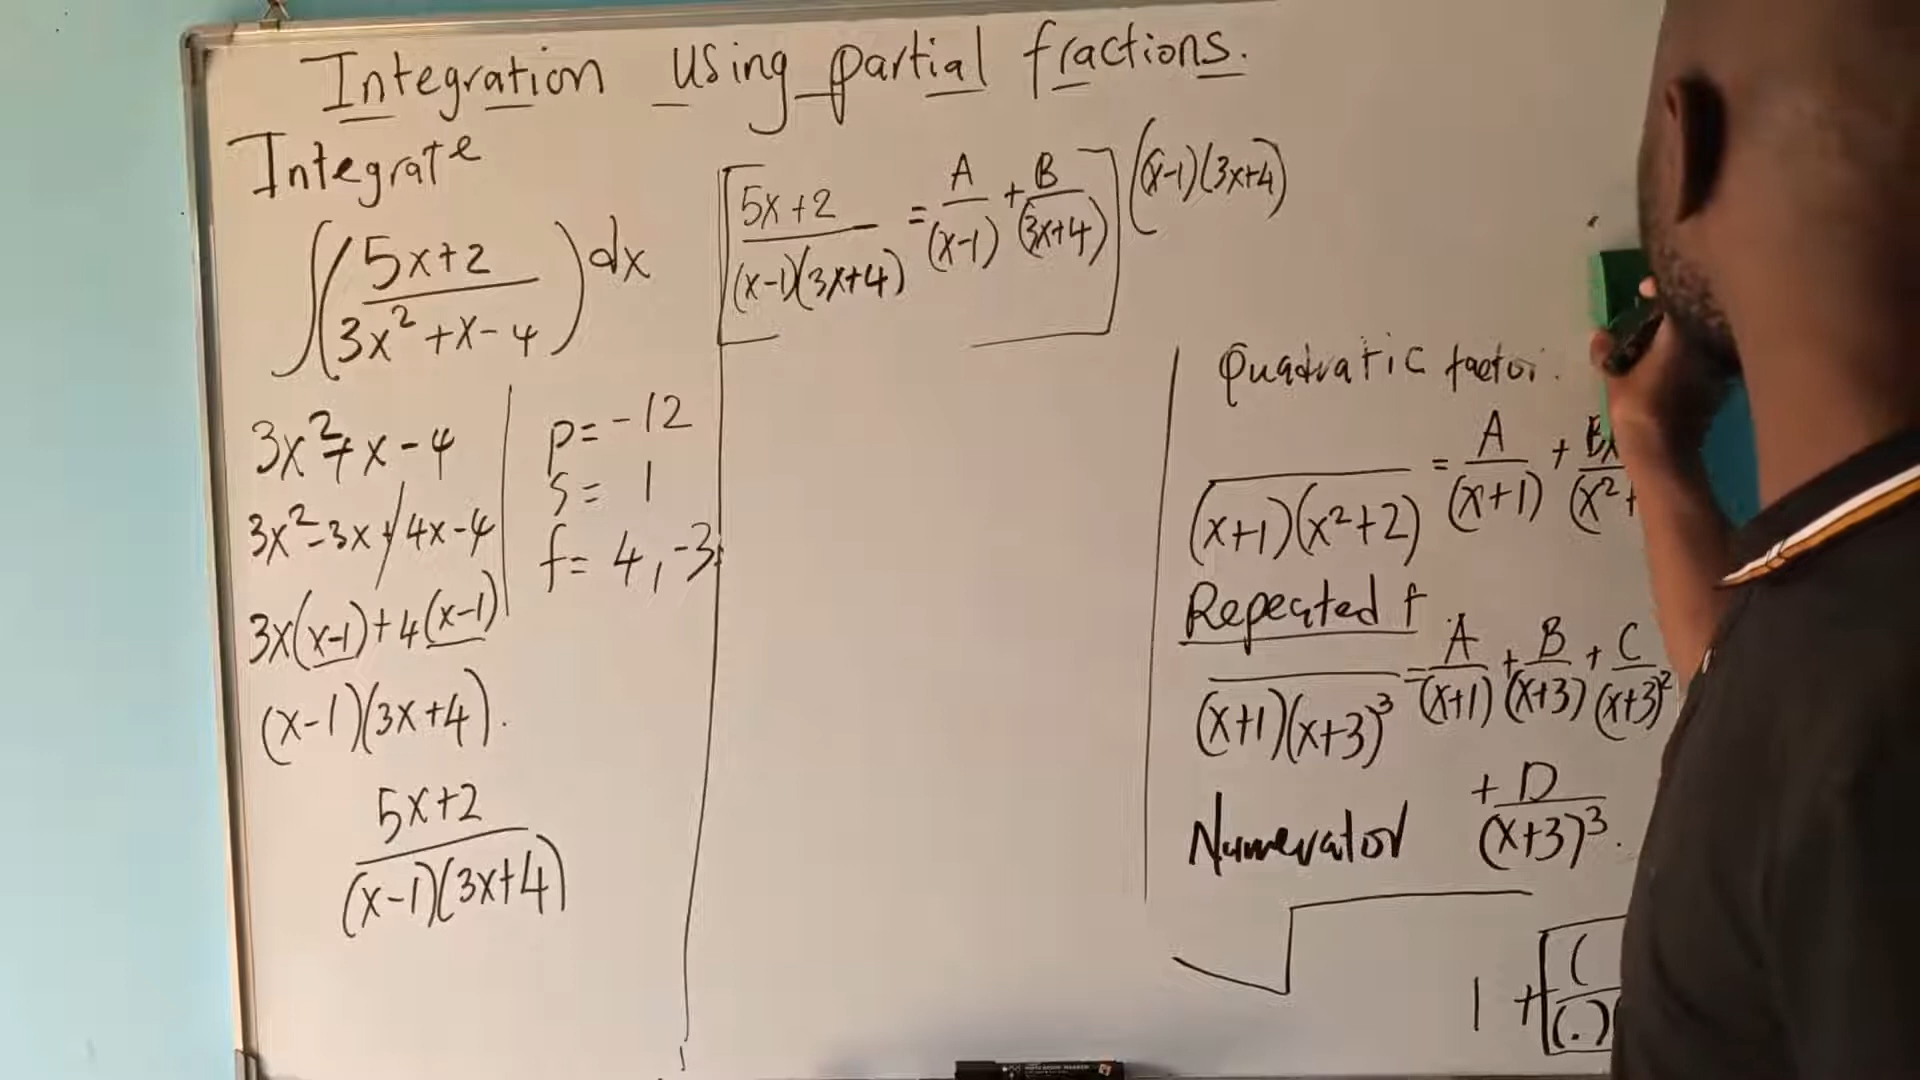 Integration using partial fractions.
Integrate
∫(5x+2 / 3x²+x-4)dx
3x²+x-4
3x²-3x+4x-4
3x(x-1)+4(x-1)
(x-1)(3x+4).
5x+2
(x-1)(3x+4)
p=-12
s= 1
f= 4,-3
[5x+2 / (x-1)(3x+4) = A/(x-1) + B/(3x+4)] ((x-1)(3x+4)
Quadratic factor.
/(x+1)(x²+2) = A/(x+1) + Bx/(x²+
Repeated f
/(x+1)(x+3)³ = A/(x+1) + B/(x+3) + C/(x+3)²
+ D/(x+3)³.
Numerator
1 + ( / (.)(